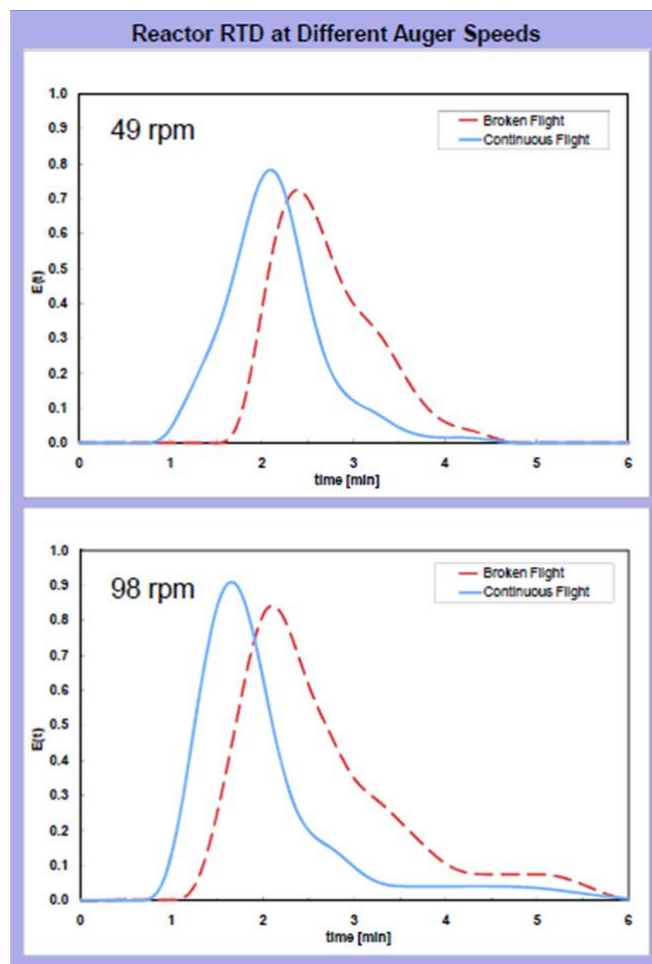 Reactor RTD at Different Auger Speeds
1.0
0.9
0.8
0.7
0.6
0.5
0.4
0.3
0.2
0.1
0.0
E(t)
49 rpm
Broken Flight
Continuous Flight
0 1 2 3 4 5 6
time [min]
1.0
0.9
0.8
0.7
0.6
0.5
0.4
0.3
0.2
0.1
0.0
E(t)
98 rpm
Broken Flight
Continuous Flight
0 1 2 3 4 5 6
time [min]